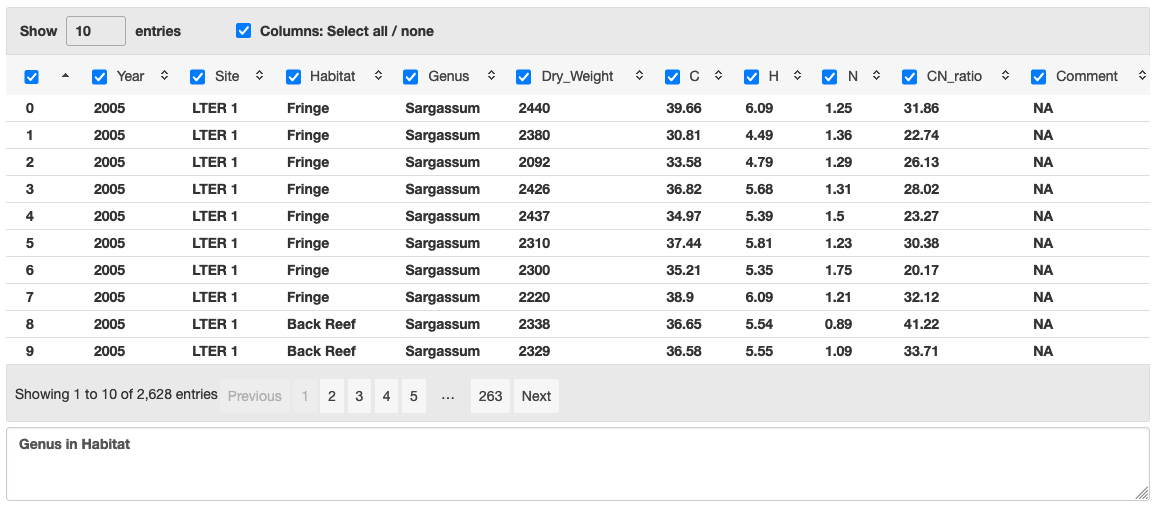 Show 10 entries Columns: Select all / none
Year Site Habitat Genus Dry_Weight C H N CN_ratio Comment
0 2005 LTER 1 Fringe Sargassum 2440 39.66 6.09 1.25 31.86 NA
1 2005 LTER 1 Fringe Sargassum 2380 30.81 4.49 1.36 22.74 NA
2 2005 LTER 1 Fringe Sargassum 2092 33.58 4.79 1.29 26.13 NA
3 2005 LTER 1 Fringe Sargassum 2426 36.82 5.68 1.31 28.02 NA
4 2005 LTER 1 Fringe Sargassum 2437 34.97 5.39 1.5 23.27 NA
5 2005 LTER 1 Fringe Sargassum 2310 37.44 5.81 1.23 30.38 NA
6 2005 LTER 1 Fringe Sargassum 2300 35.21 5.35 1.75 20.17 NA
7 2005 LTER 1 Fringe Sargassum 2220 38.9 6.09 1.21 32.12 NA
8 2005 LTER 1 Back Reef Sargassum 2338 36.65 5.54 0.89 41.22 NA
9 2005 LTER 1 Back Reef Sargassum 2329 36.58 5.55 1.09 33.71 NA
Showing 1 to 10 of 2,628 entries Previous 1 2 3 4 5 … 263 Next
Genus in Habitat